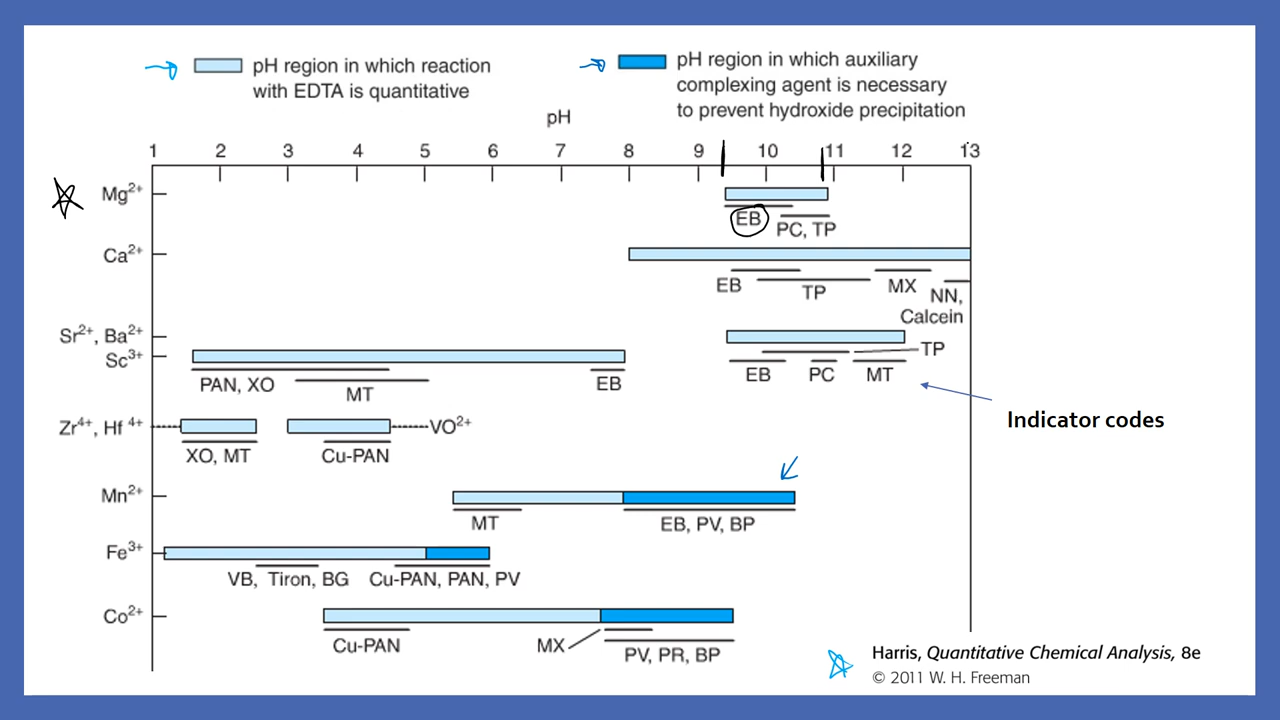 pH region in which reaction
with EDTA is quantitative
pH region in which auxiliary
complexing agent is necessary
to prevent hydroxide precipitation
pH
1 2 3 4 5 6 7 8 9 10 11 12 13
Mg²⁺
EB
PC, TP
Ca²⁺
EB
TP
MX
NN,
Calcein
Sr²⁺, Ba²⁺
Sc³⁺
TP
PAN, XO
MT
EB
EB
PC
MT
Indicator codes
Zr⁴⁺, Hf ⁴⁺
VO²⁺
XO, MT
Cu-PAN
Mn²⁺
MT
EB, PV, BP
Fe³⁺
VB, Tiron, BG
Cu-PAN, PAN, PV
Co²⁺
Cu-PAN
MX
PV, PR, BP
Harris, Quantitative Chemical Analysis, 8e
© 2011 W. H. Freeman